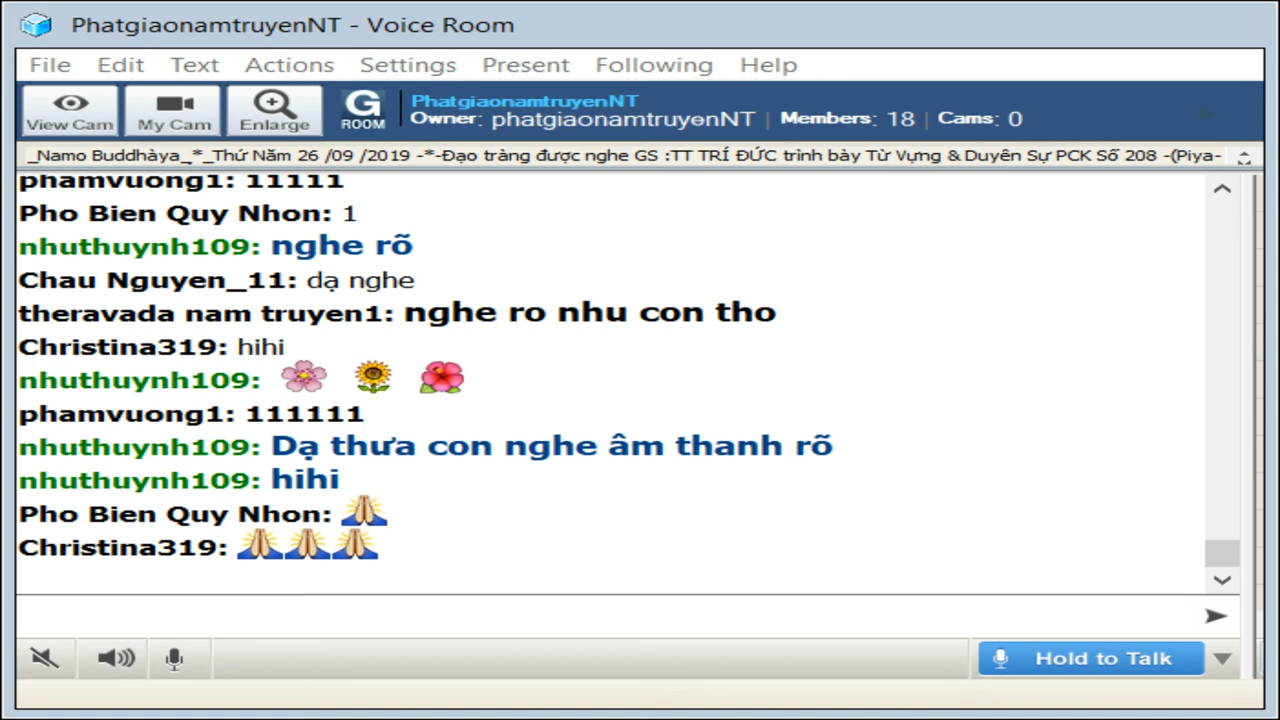 PhatgiaonamtruyenNT - Voice Room
File Edit Text Actions Settings Present Following Help
View Cam My Cam Enlarge G ROOM
PhatgiaonamtruyenNT
Owner: phatgiaonamtruyenNT | Members: 18 | Cams: 0
_Namo Buddhàya_*_Thứ Năm 26 /09 /2019 -*-Đạo tràng được nghe GS :TT TRÍ ĐỨC trình bày Từ Vựng & Duyên Sự PCK Số 208 -(Piya-
phamvuong1: 11111
Pho Bien Quy Nhon: 1
nhuthuynh109: nghe rõ
Chau Nguyen_11: dạ nghe
theravada nam truyen1: nghe ro nhu con tho
Christina319: hihi
nhuthuynh109:
phamvuong1: 111111
nhuthuynh109: Dạ thưa con nghe âm thanh rõ
nhuthuynh109: hihi
Pho Bien Quy Nhon: 🙏
Christina319: 🙏🙏🙏
Hold to Talk